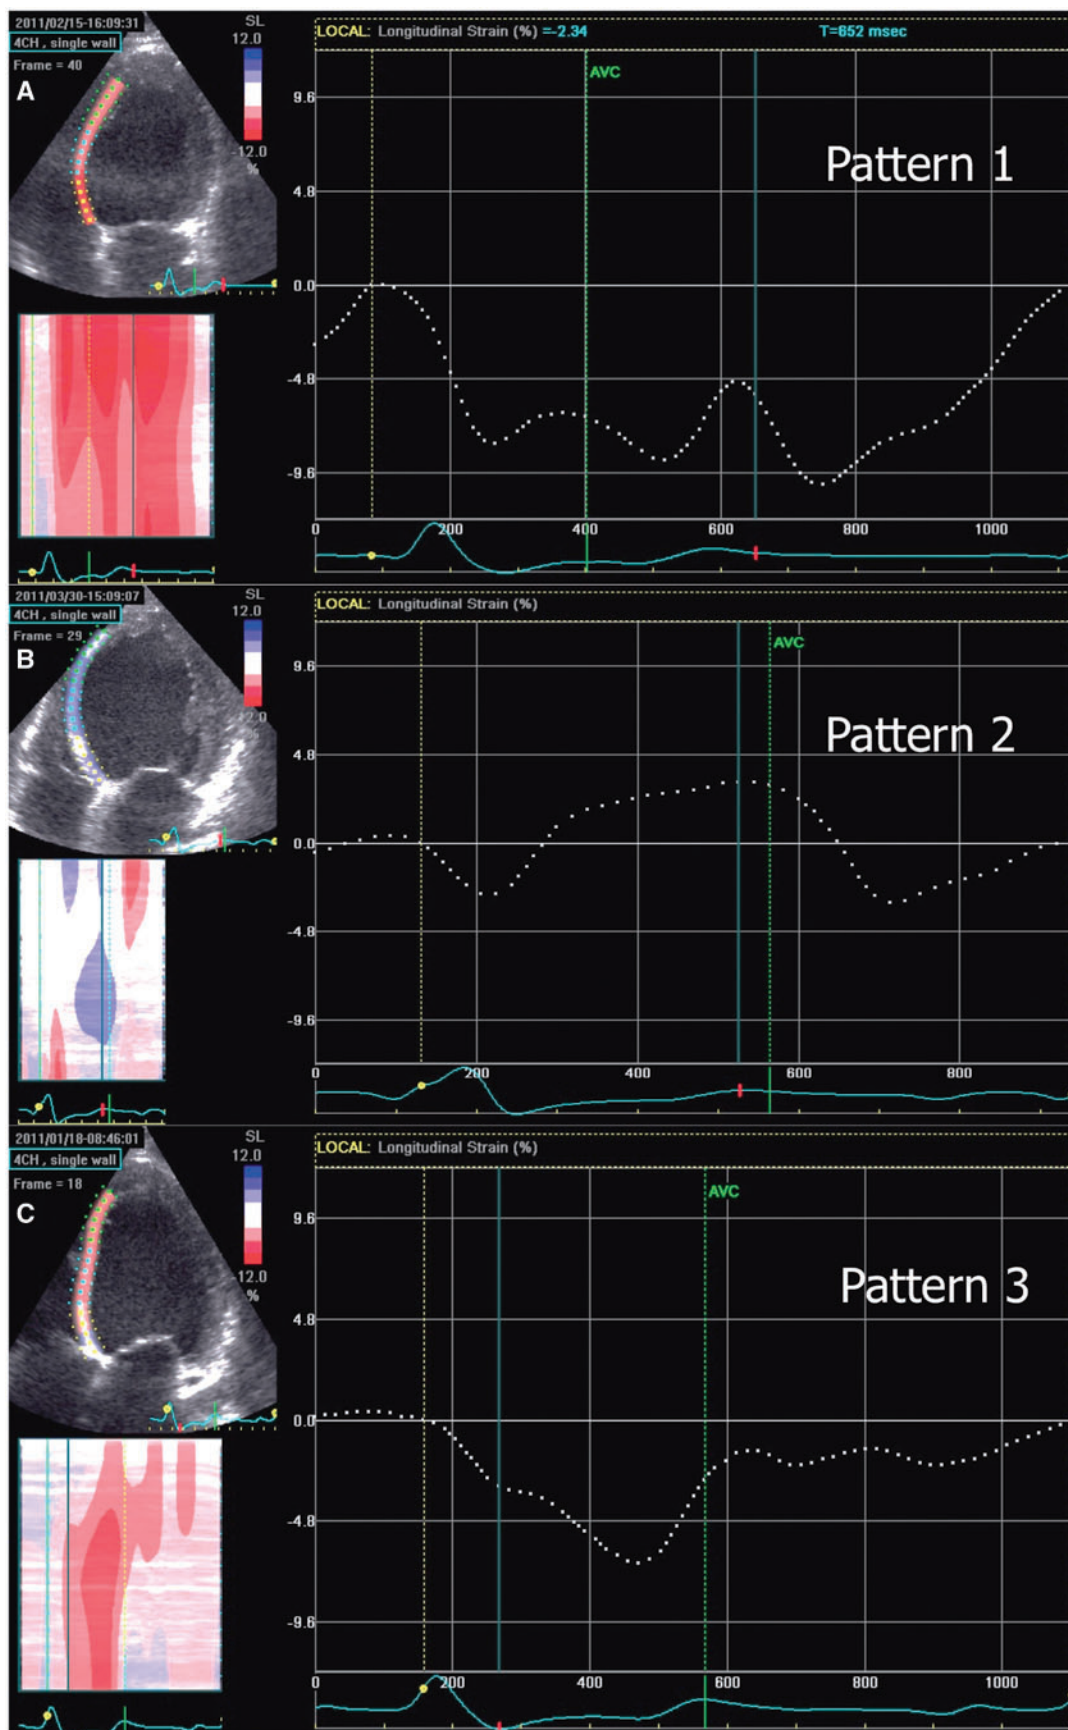 2011/02/15-16:09:31
4CH , single wall
Frame = 40
A
SL
12.0
-12.0
%
LOCAL: Longitudinal Strain (%) =-2.34 T=652 msec
AVC
Pattern 1
9.6
4.8
0.0
-4.8
-9.6
0 200 400 600 800 1000
2011/03/30-15:09:07
4CH , single wall
Frame = 29
B
SL
12.0
LOCAL: Longitudinal Strain (%)
AVC
Pattern 2
9.6
4.8
0.0
-4.8
-9.6
0 200 400 600 800
2011/01/18-08:46:01
4CH , single wall
Frame = 18
C
SL
12.0
-12.0
%
LOCAL: Longitudinal Strain (%)
AVC
Pattern 3
9.6
4.8
0.0
-4.8
-9.6
0 200 400 600 800 1000